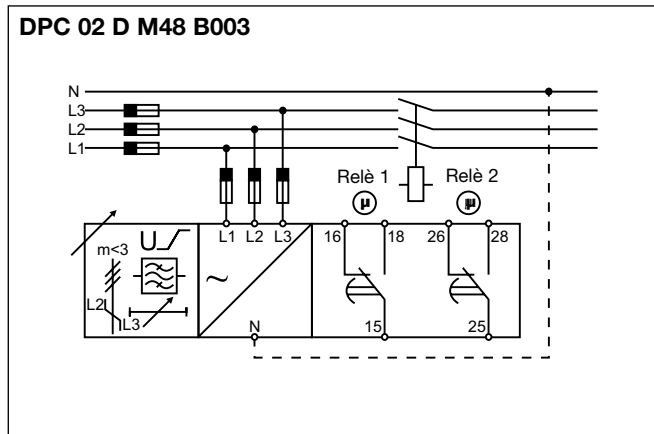 DPC 02 D M48 B003
N
L3
L2
L1
Relè 1
Relè 2
µ
µ
L1 L2 L3
16
18
26
28
U
m<3
L2
L3
~
N
15
25